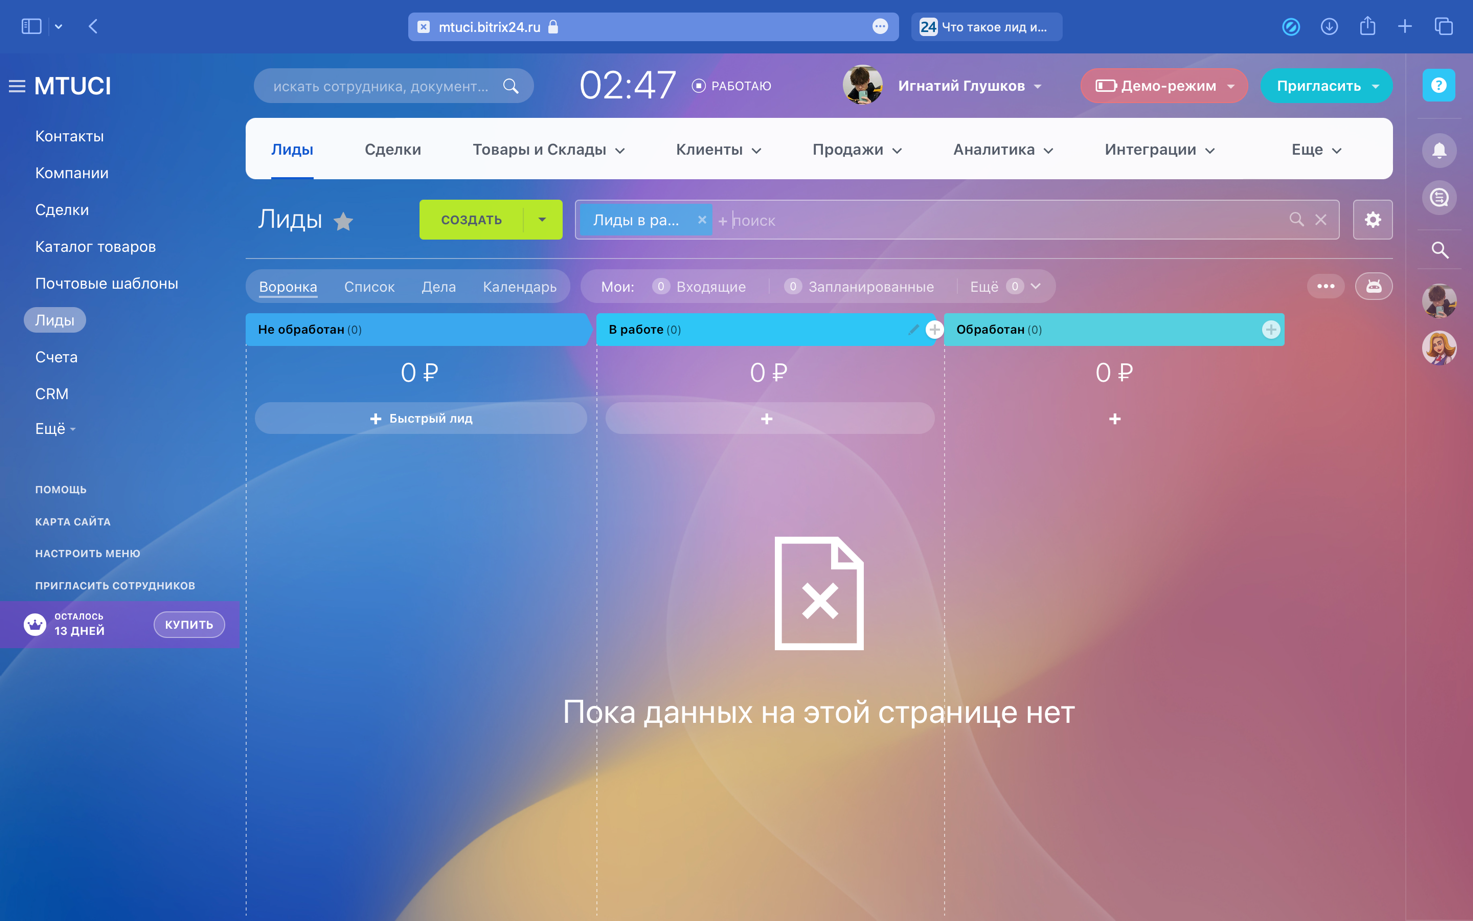 mtuci.bitrix24.ru
24 Что такое лид и...
MTUCI
искать сотрудника, документ...
02:47
РАБОТАЮ
Игнатий Глушков
Демо-режим
Пригласить
?
Контакты
Компании
Сделки
Каталог товаров
Почтовые шаблоны
Лиды
Счета
CRM
Ещё
ПОМОЩЬ
КАРТА САЙТА
НАСТРОИТЬ МЕНЮ
ПРИГЛАСИТЬ СОТРУДНИКОВ
ОСТАЛОСЬ
13 ДНЕЙ
КУПИТЬ
Лиды
Сделки
Товары и Склады
Клиенты
Продажи
Аналитика
Интеграции
Еще
Лиды
СОЗДАТЬ
Лиды в ра...
+ поиск
Воронка
Список
Дела
Календарь
Мои:
0 Входящие
0 Запланированные
Ещё 0
Не обработан (0)
В работе (0)
Обработан (0)
0 ₽
0 ₽
0 ₽
+ Быстрый лид
+
+
Пока данных на этой странице нет